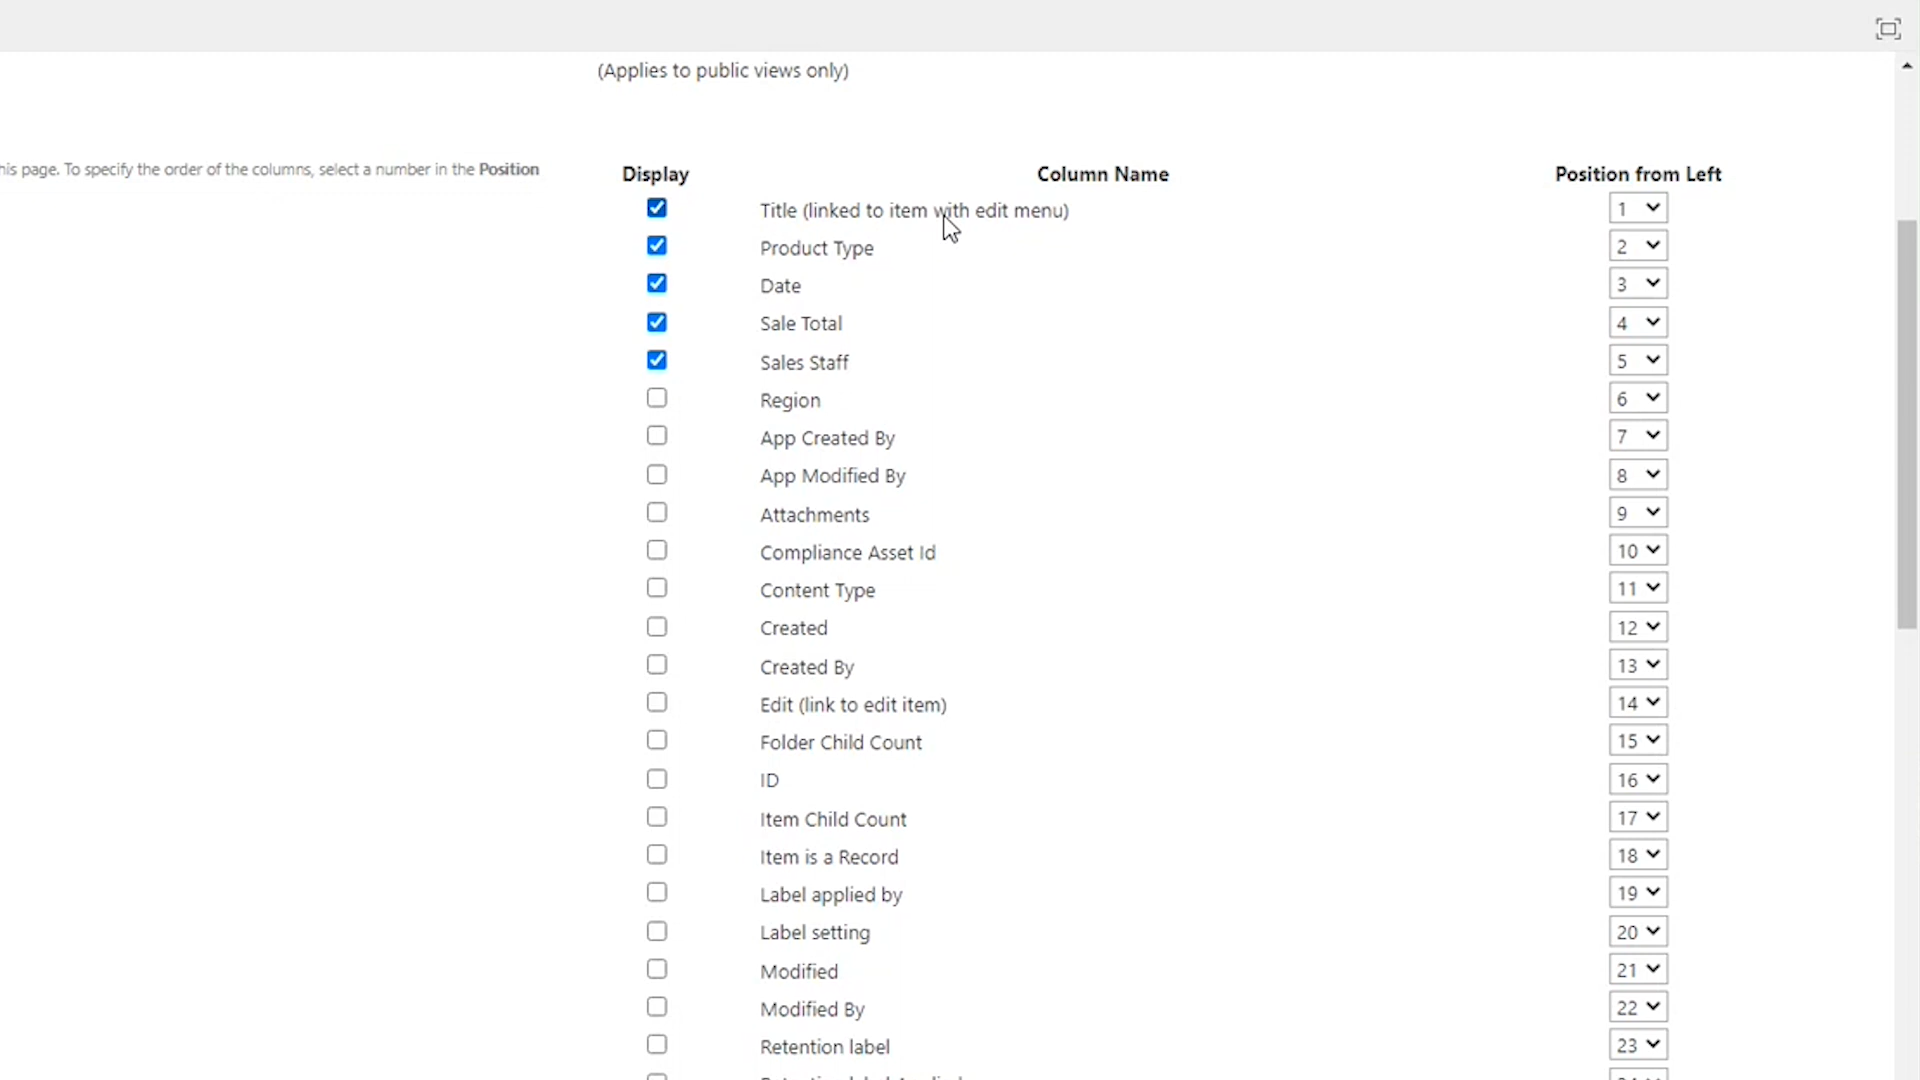 (Applies to public views only)
his page. To specify the order of the columns, select a number in the Position
Display Column Name Position from Left
Title (linked to item with edit menu) 1
Product Type 2
Date 3
Sale Total 4
Sales Staff 5
Region 6
App Created By 7
App Modified By 8
Attachments 9
Compliance Asset Id 10
Content Type 11
Created 12
Created By 13
Edit (link to edit item) 14
Folder Child Count 15
ID 16
Item Child Count 17
Item is a Record 18
Label applied by 19
Label setting 20
Modified 21
Modified By 22
Retention label 23